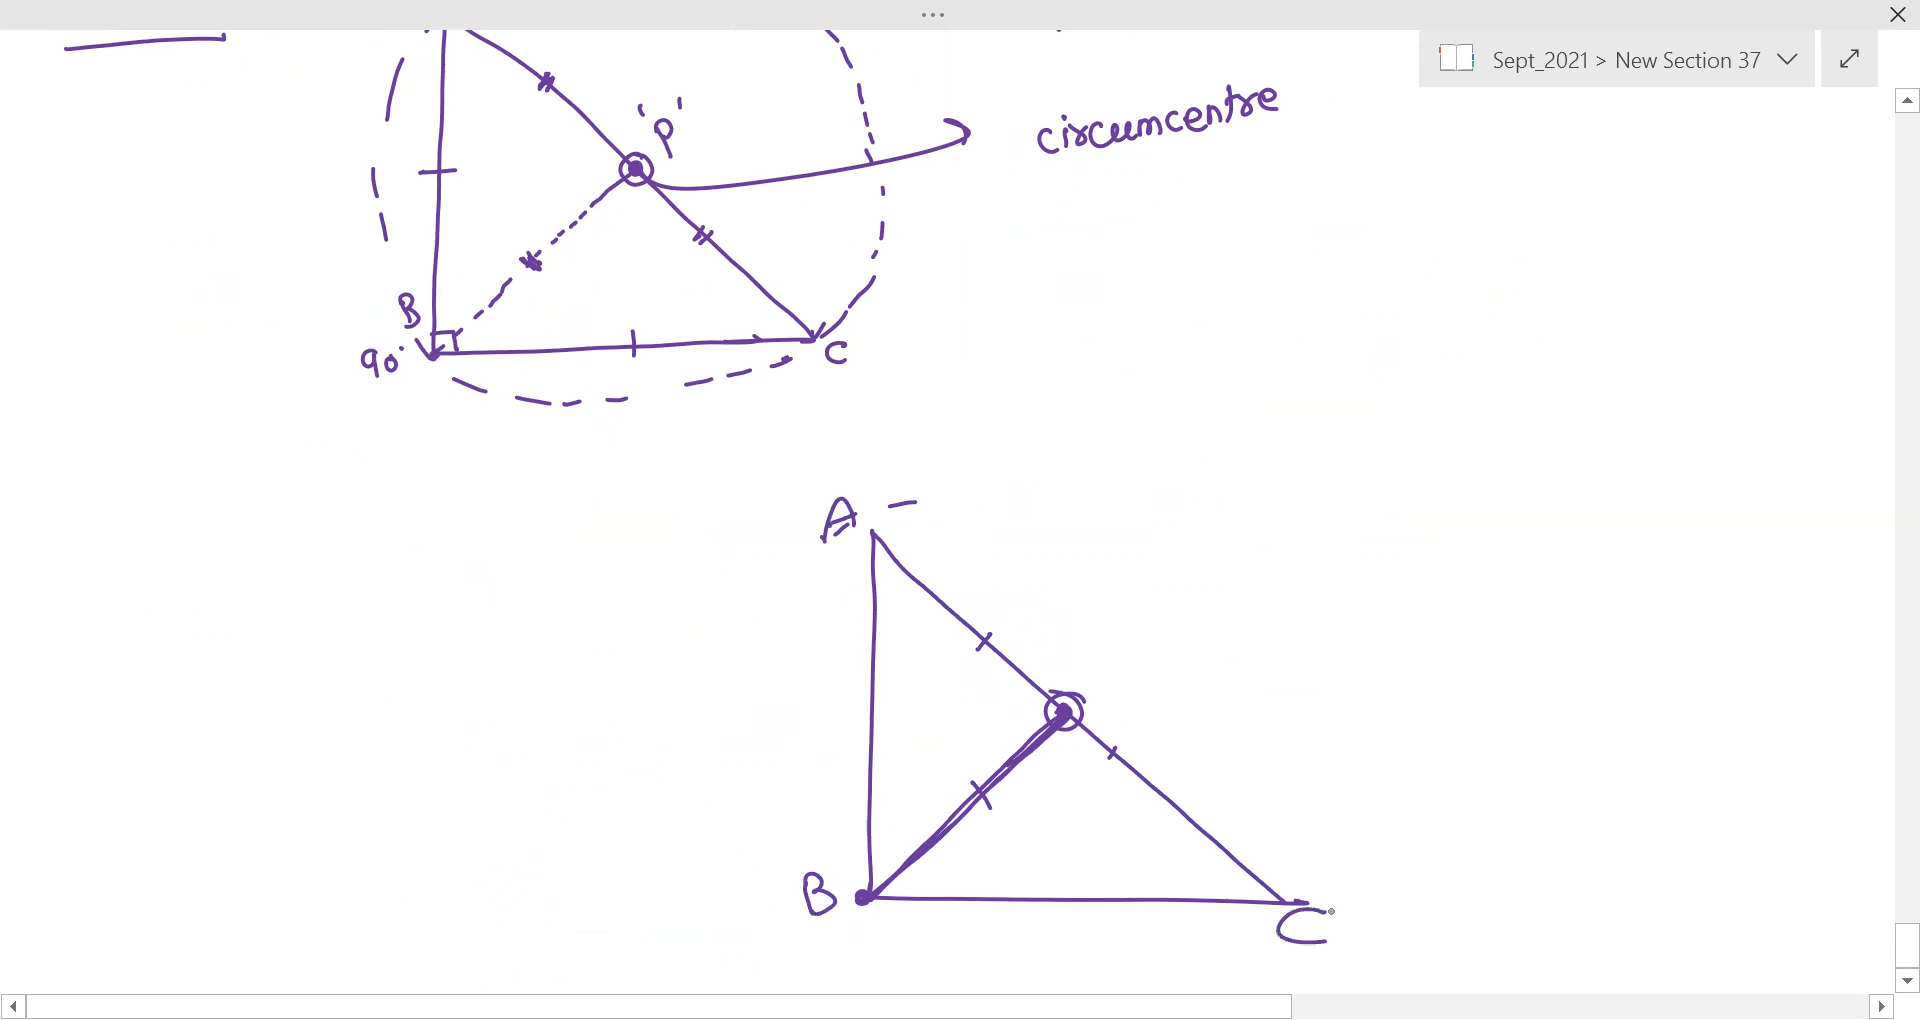 Sept_2021 > New Section 37
circumcentre
'P'
B
90°
C
A
B
C